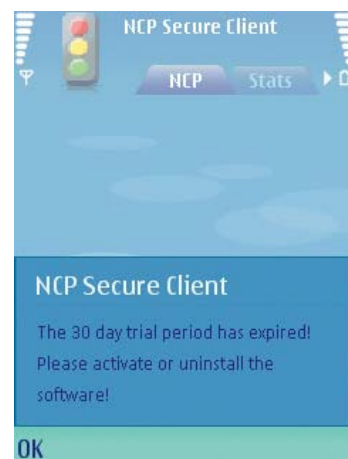 NCP Secure Client
NCP Stats
NCP Secure Client
The 30 day trial period has expired!
Please activate or uninstall the
software!
OK